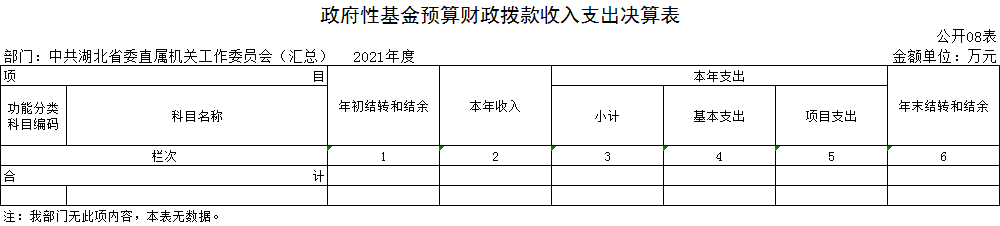 政府性基金预算财政拨款收入支出决算表
公开08表
部门：中共湖北省委直属机关工作委员会（汇总） 2021年度 金额单位：万元
项 目 年初结转和结余 本年收入 本年支出 年末结转和结余
功能分类科目编码 科目名称 小计 基本支出 项目支出
栏次 1 2 3 4 5 6
合 计
注：我部门无此项内容，本表无数据。